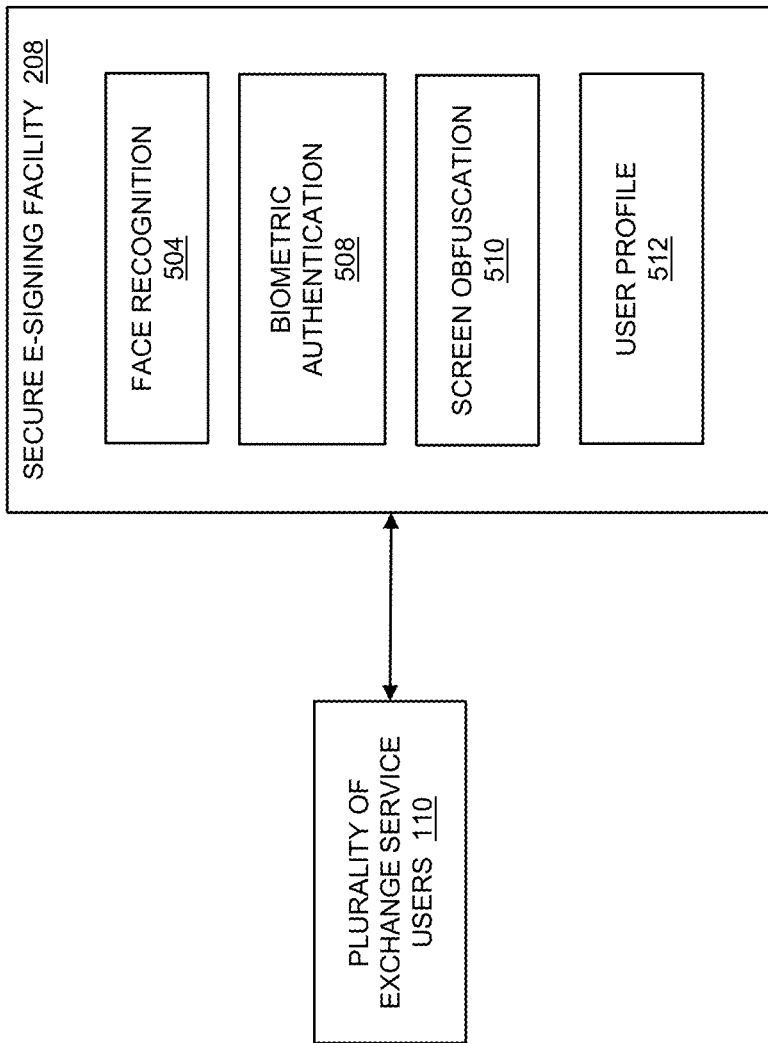 SECURE E-SIGNING FACILITY 208
FACE RECOGNITION
504
BIOMETRIC
AUTHENTICATION
508
SCREEN OBFUSCATION
510
USER PROFILE
512
PLURALITY OF
EXCHANGE SERVICE
USERS 110